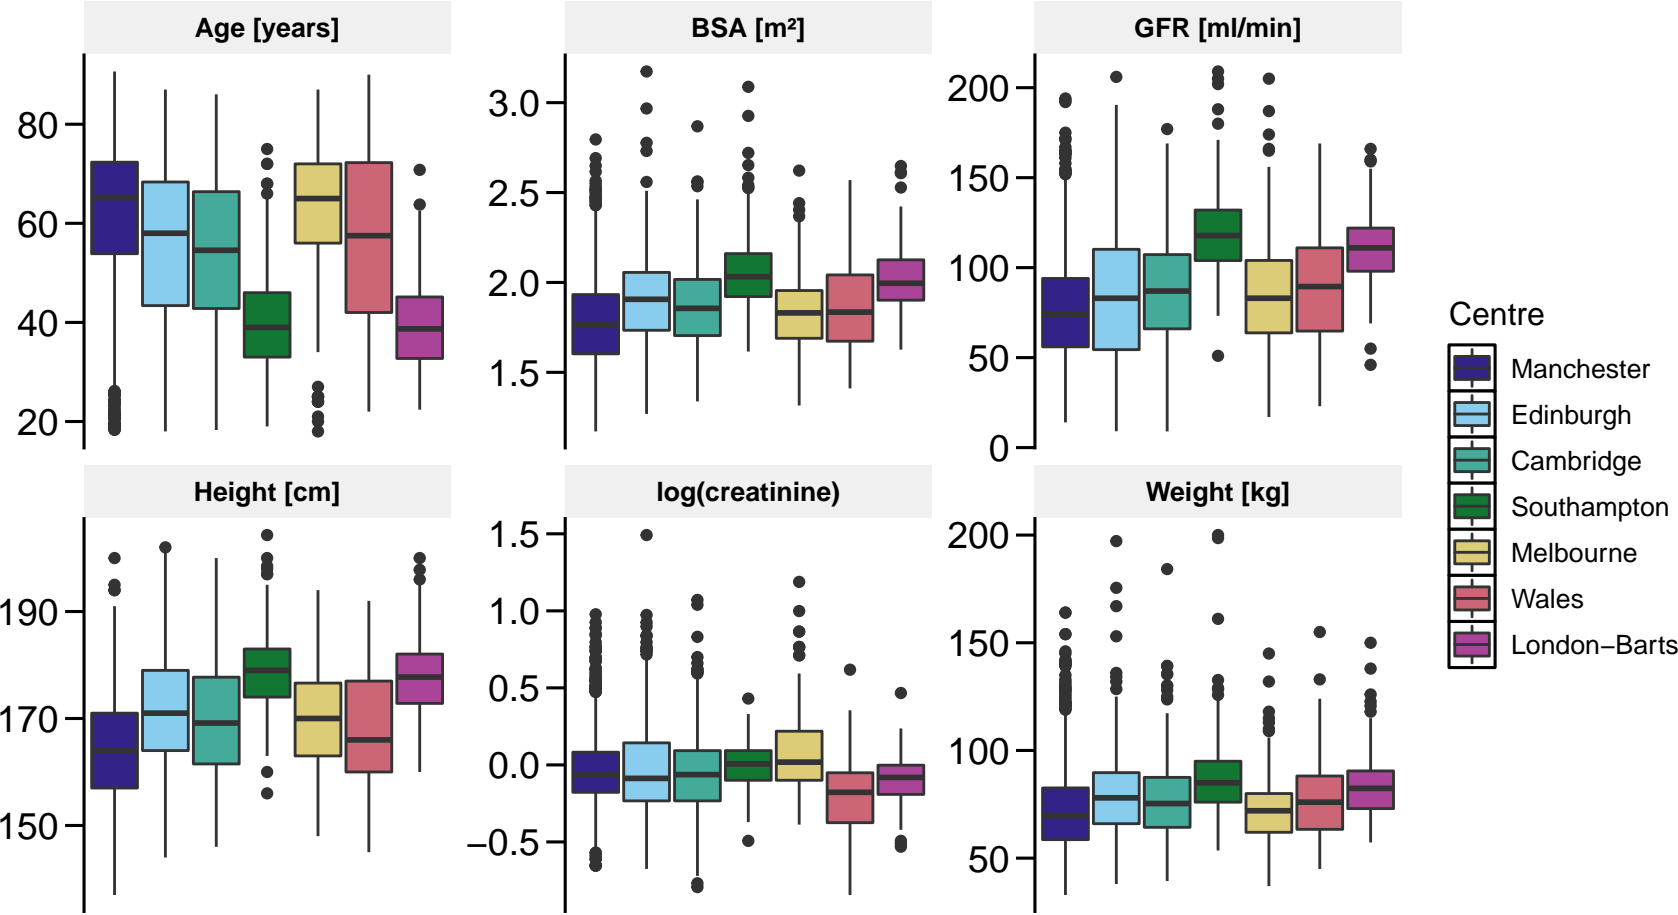 Age [years]
BSA [m²]
GFR [ml/min]
80
60
40
20
3.0
2.5
2.0
1.5
200
150
100
50
0
Height [cm]
log(creatinine)
Weight [kg]
190
170
150
1.5
1.0
0.5
0.0
−0.5
200
150
100
50
Centre
Manchester
Edinburgh
Cambridge
Southampton
Melbourne
Wales
London−Barts